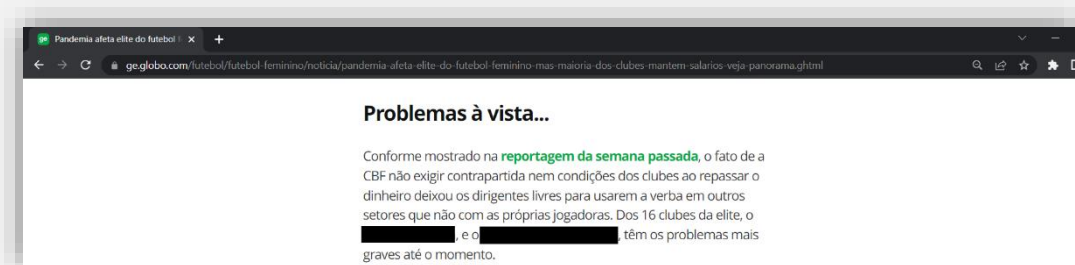 ge Pandemia afeta elite do futebol
ge.globo.com/futebol/futebol-feminino/noticia/pandemia-afeta-elite-do-futebol-feminino-mas-maioria-dos-clubes-mantem-salarios-veja-panorama.ghtml
Problemas à vista...
Conforme mostrado na reportagem da semana passada, o fato de a
CBF não exigir contrapartida nem condições dos clubes ao repassar o
dinheiro deixou os dirigentes livres para usarem a verba em outros
setores que não com as próprias jogadoras. Dos 16 clubes da elite, o
, e o , têm os problemas mais
graves até o momento.